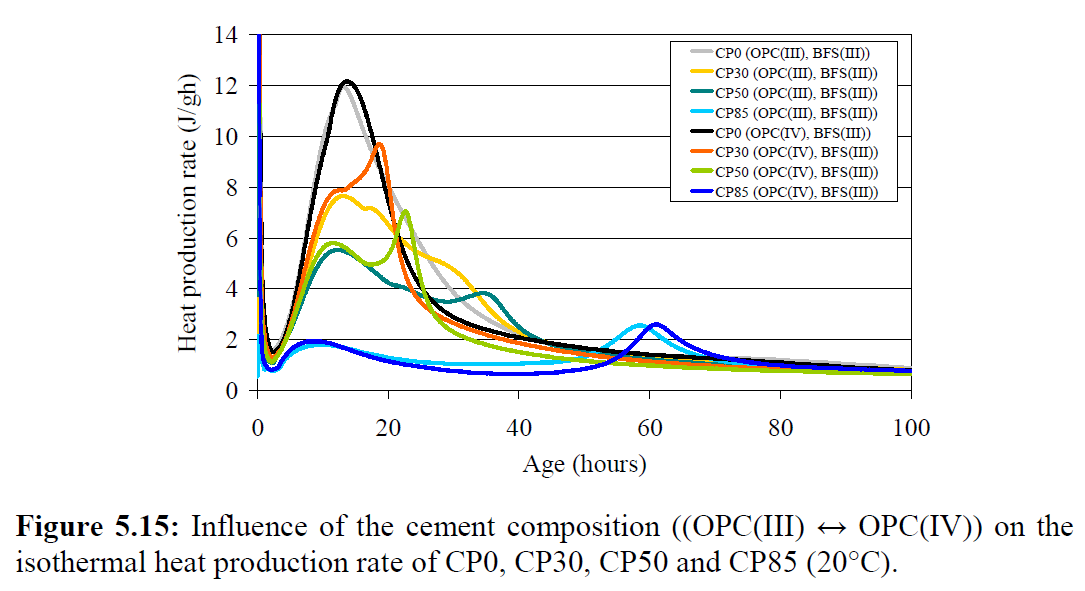 14
12
10
8
6
4
2
0
Heat production rate (J/gh)
CP0 (OPC(III), BFS(III))
CP30 (OPC(III), BFS(III))
CP50 (OPC(III), BFS(III))
CP85 (OPC(III), BFS(III))
CP0 (OPC(IV), BFS(III))
CP30 (OPC(IV), BFS(III))
CP50 (OPC(IV), BFS(III))
CP85 (OPC(IV), BFS(III))
0 20 40 60 80 100
Age (hours)
Figure 5.15: Influence of the cement composition ((OPC(III) ↔ OPC(IV)) on the
isothermal heat production rate of CP0, CP30, CP50 and CP85 (20°C).